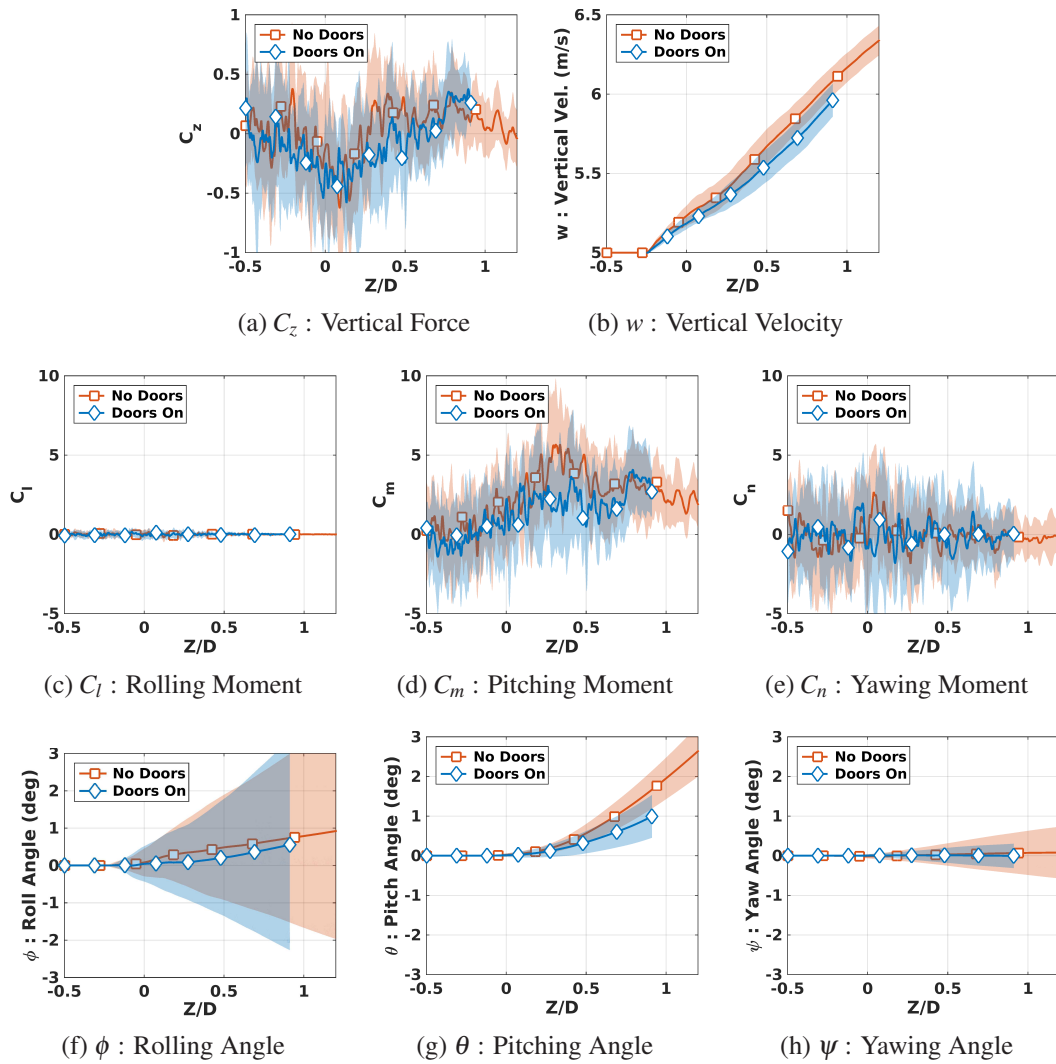 1
0.5
0
-0.5
-1
C_z
No Doors
Doors On
-0.5 0 0.5 1
Z/D
(a) C_z : Vertical Force
6.5
6
5.5
5
w : Vertical Vel. (m/s)
No Doors
Doors On
-0.5 0 0.5 1
Z/D
(b) w : Vertical Velocity
10
5
0
-5
C_l
No Doors
Doors On
-0.5 0 0.5 1
Z/D
(c) C_l : Rolling Moment
10
5
0
-5
C_m
No Doors
Doors On
-0.5 0 0.5 1
Z/D
(d) C_m : Pitching Moment
10
5
0
-5
C_n
No Doors
Doors On
-0.5 0 0.5 1
Z/D
(e) C_n : Yawing Moment
3
2
1
0
-1
-2
-3
ϕ : Roll Angle (deg)
No Doors
Doors On
-0.5 0 0.5 1
Z/D
(f) ϕ : Rolling Angle
3
2
1
0
-1
-2
-3
θ : Pitch Angle (deg)
No Doors
Doors On
-0.5 0 0.5 1
Z/D
(g) θ : Pitching Angle
3
2
1
0
-1
-2
-3
ψ : Yaw Angle (deg)
No Doors
Doors On
-0.5 0 0.5 1
Z/D
(h) ψ : Yawing Angle